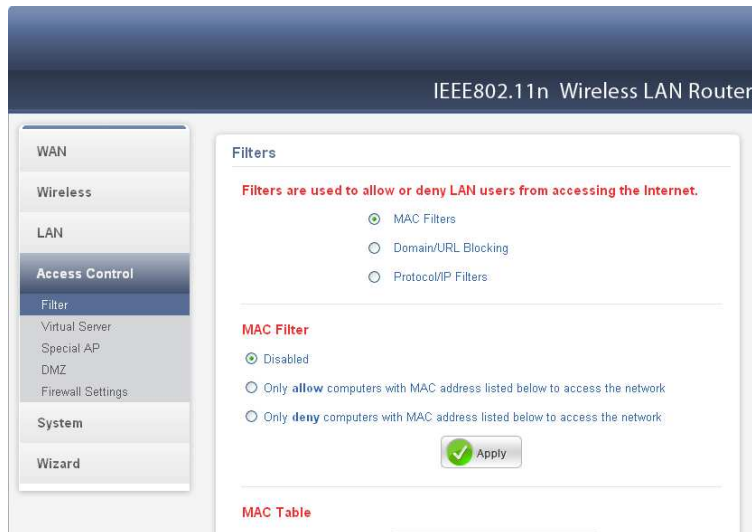 IEEE802.11n Wireless LAN Router
WAN
Wireless
LAN
Access Control
Filter
Virtual Server
Special AP
DMZ
Firewall Settings
System
Wizard
Filters
Filters are used to allow or deny LAN users from accessing the Internet.
MAC Filters
Domain/URL Blocking
Protocol/IP Filters
MAC Filter
Disabled
Only allow computers with MAC address listed below to access the network
Only deny computers with MAC address listed below to access the network
Apply
MAC Table